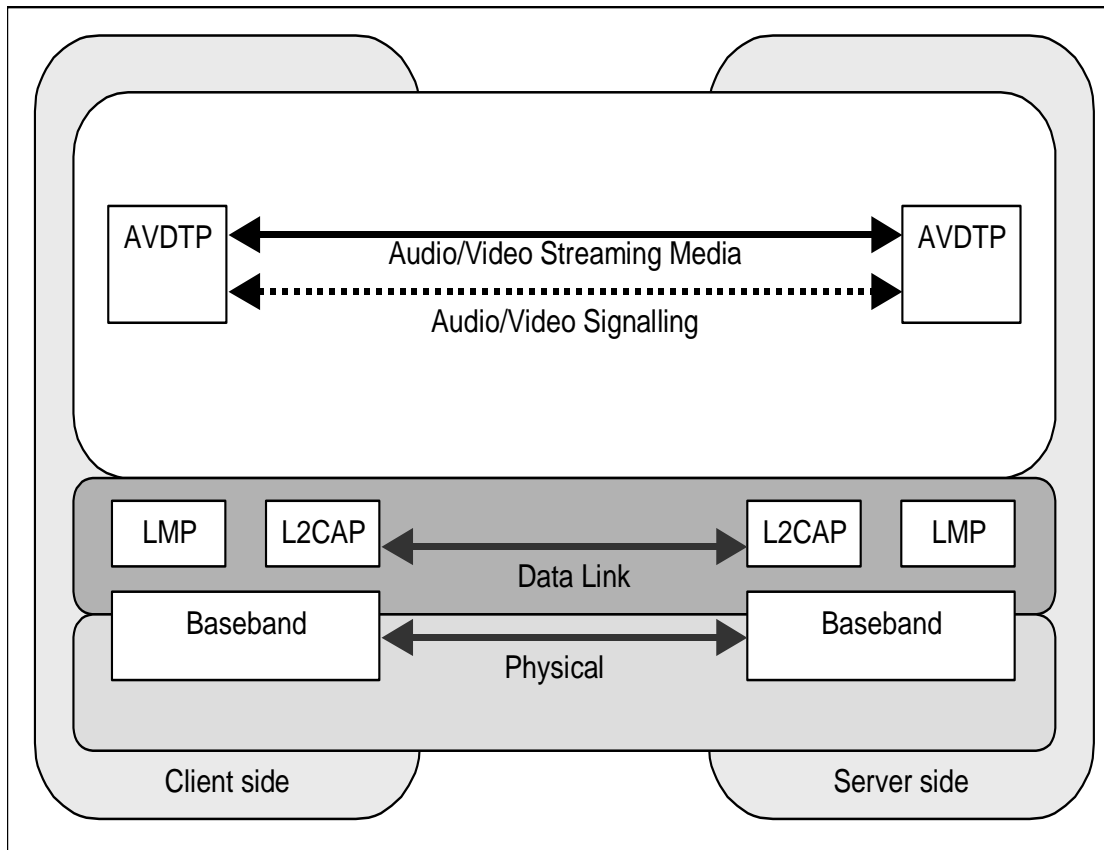 AVDTP
AVDTP
Audio/Video Streaming Media
Audio/Video Signalling
LMP
L2CAP
L2CAP
LMP
Data Link
Baseband
Baseband
Physical
Client side
Server side